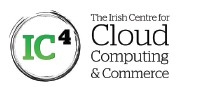 IC4
The Irish Centre for
Cloud
Computing
& Commerce